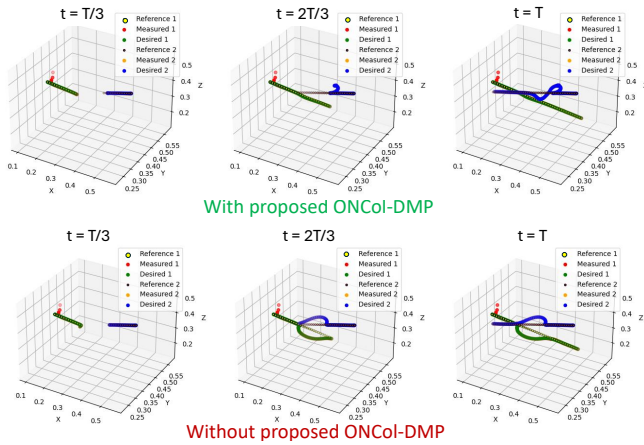 t = T/3
Reference 1
Measured 1
Desired 1
Reference 2
Measured 2
Desired 2
0.5
0.4
0.3
0.2
Z
0.1
0.2
0.3
0.4
0.5
X
0.25
0.30
0.35
0.40
0.45
0.50
0.55
Y
t = 2T/3
Reference 1
Measured 1
Desired 1
Reference 2
Measured 2
Desired 2
0.5
0.4
0.3
0.2
Z
0.1
0.2
0.3
0.4
0.5
X
0.25
0.30
0.35
0.40
0.45
0.50
0.55
Y
t = T
Reference 1
Measured 1
Desired 1
Reference 2
Measured 2
Desired 2
0.5
0.4
0.3
0.2
Z
0.1
0.2
0.3
0.4
0.5
X
0.25
0.30
0.35
0.40
0.45
0.50
0.55
Y
With proposed ONCol-DMP
t = T/3
Reference 1
Measured 1
Desired 1
Reference 2
Measured 2
Desired 2
0.5
0.4
0.3
0.2
Z
0.1
0.2
0.3
0.4
0.5
X
0.25
0.30
0.35
0.40
0.45
0.50
0.55
Y
t = 2T/3
Reference 1
Measured 1
Desired 1
Reference 2
Measured 2
Desired 2
0.5
0.4
0.3
0.2
Z
0.1
0.2
0.3
0.4
0.5
X
0.25
0.30
0.35
0.40
0.45
0.50
0.55
Y
t = T
Reference 1
Measured 1
Desired 1
Reference 2
Measured 2
Desired 2
0.5
0.4
0.3
0.2
Z
0.1
0.2
0.3
0.4
0.5
X
0.25
0.30
0.35
0.40
0.45
0.50
0.55
Y
Without proposed ONCol-DMP